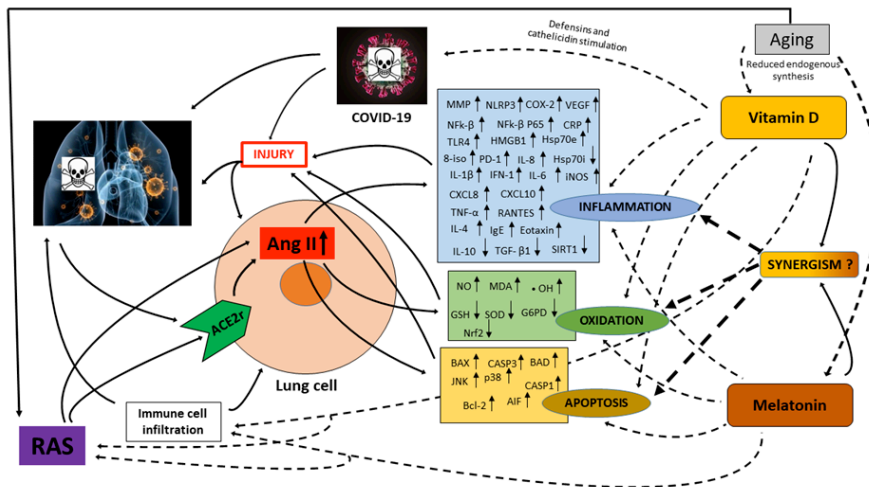 Defensins and
cathelicidin stimulation
Aging
Reduced endogenous
synthesis
COVID-19
Vitamin D
INJURY
MMP NLRP3 COX-2 VEGF
NFk-β NFk-β P65 CRP
TLR4 HMGB1 Hsp70e
8-iso PD-1 IL-8 Hsp70i
IL-1β IFN-1 IL-6 iNOS
CXCL8 CXCL10
TNF-α RANTES
IL-4 IgE Eotaxin
IL-10 TGF- β1 SIRT1
INFLAMMATION
Ang II
SYNERGISM ?
NO MDA • OH
GSH SOD G6PD
Nrf2
OXIDATION
ACE2r
Lung cell
BAX CASP3 BAD
JNK p38
CASP1
Bcl-2 AIF
APOPTOSIS
Melatonin
Immune cell
infiltration
RAS